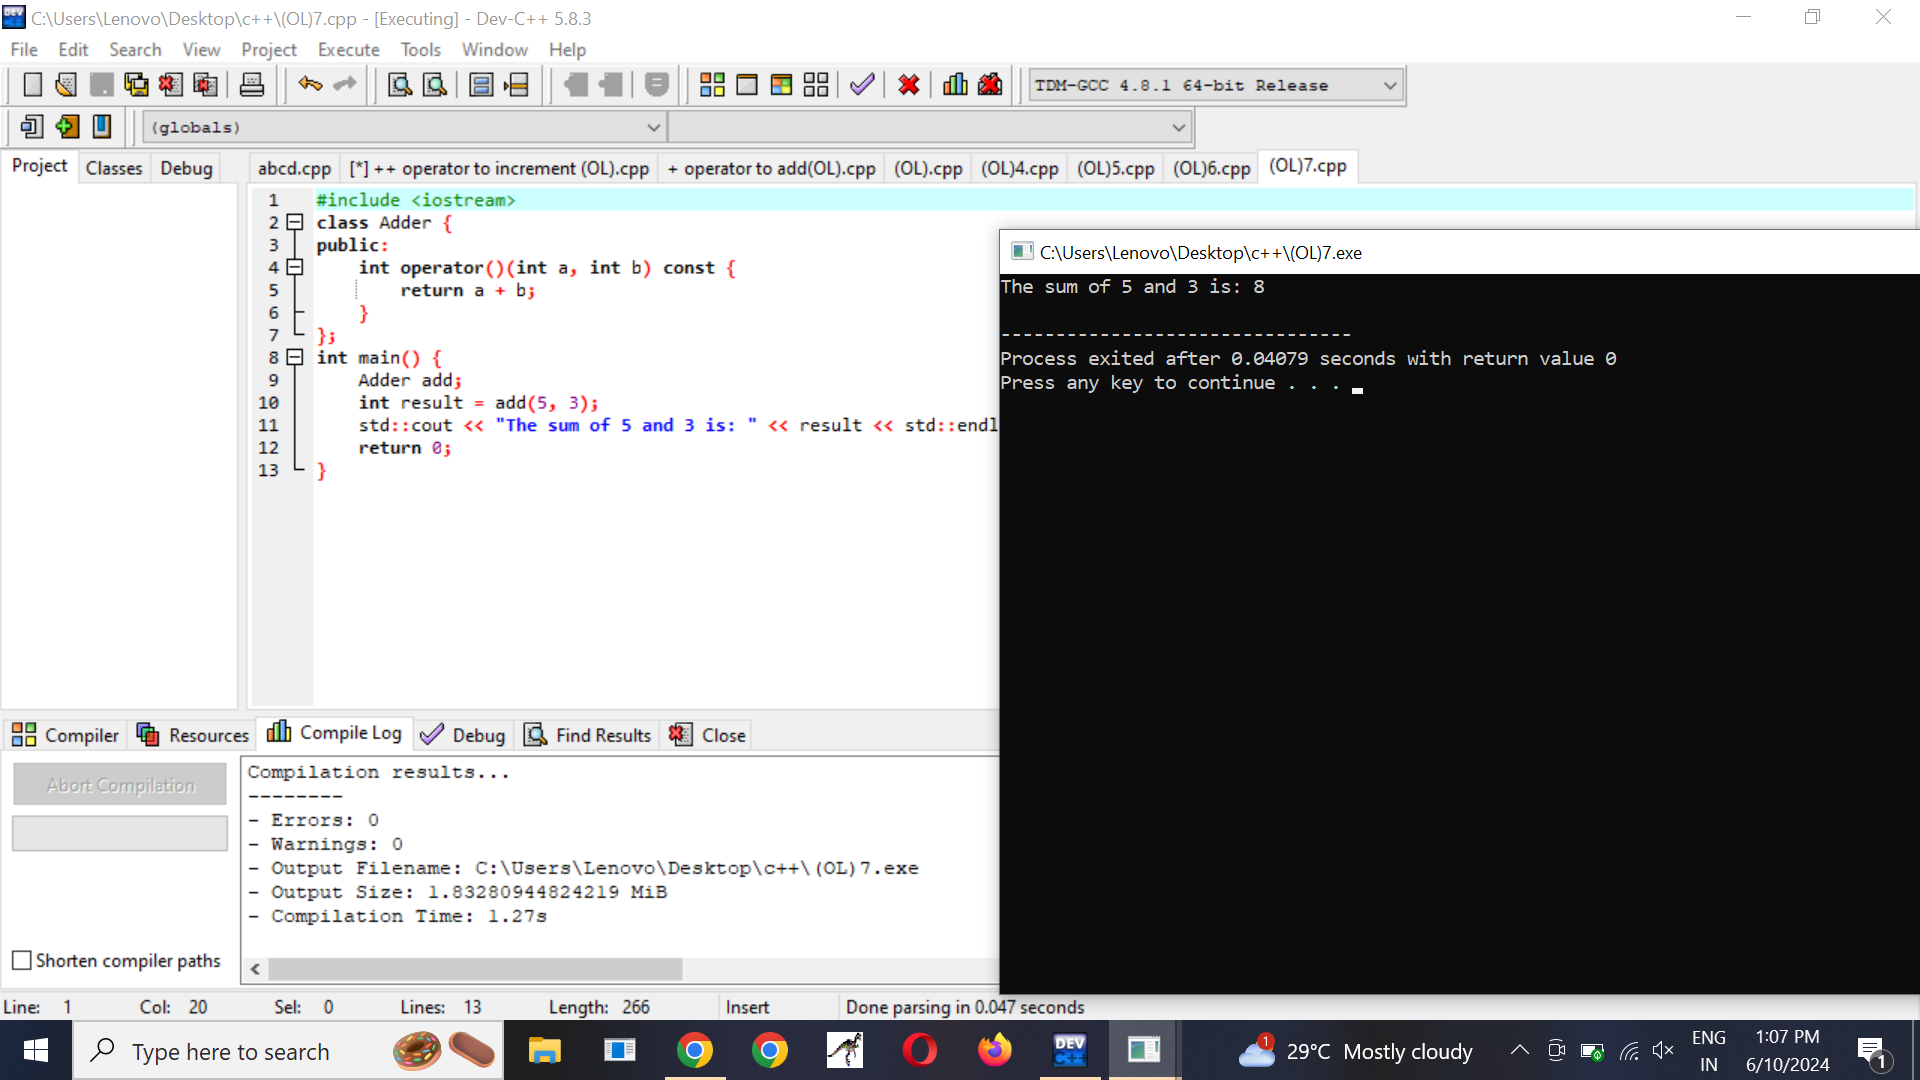 C:\Users\Lenovo\Desktop\c++\(OL)7.cpp - [Executing] - Dev-C++ 5.8.3
File Edit Search View Project Execute Tools Window Help
TDM-GCC 4.8.1 64-bit Release
(globals)
Project Classes Debug
abcd.cpp [*] ++ operator to increment (OL).cpp + operator to add(OL).cpp (OL).cpp (OL)4.cpp (OL)5.cpp (OL)6.cpp (OL)7.cpp
1 #include <iostream>
2 class Adder {
3 public:
4     int operator()(int a, int b) const {
5         return a + b;
6     }
7 };
8 int main() {
9     Adder add;
10     int result = add(5, 3);
11     std::cout << "The sum of 5 and 3 is: " << result << std::endl
12     return 0;
13 }
C:\Users\Lenovo\Desktop\c++\(OL)7.exe
The sum of 5 and 3 is: 8
--------------------------------
Process exited after 0.04079 seconds with return value 0
Press any key to continue . . .
Compiler Resources Compile Log Debug Find Results Close
Abort Compilation
Shorten compiler paths
Compilation results...
--------
- Errors: 0
- Warnings: 0
- Output Filename: C:\Users\Lenovo\Desktop\c++\(OL)7.exe
- Output Size: 1.83280944824219 MiB
- Compilation Time: 1.27s
Line: 1 Col: 20 Sel: 0 Lines: 13 Length: 266 Insert Done parsing in 0.047 seconds
Type here to search
DEV C++
1
29°C Mostly cloudy
ENG
IN
1:07 PM
6/10/2024
1